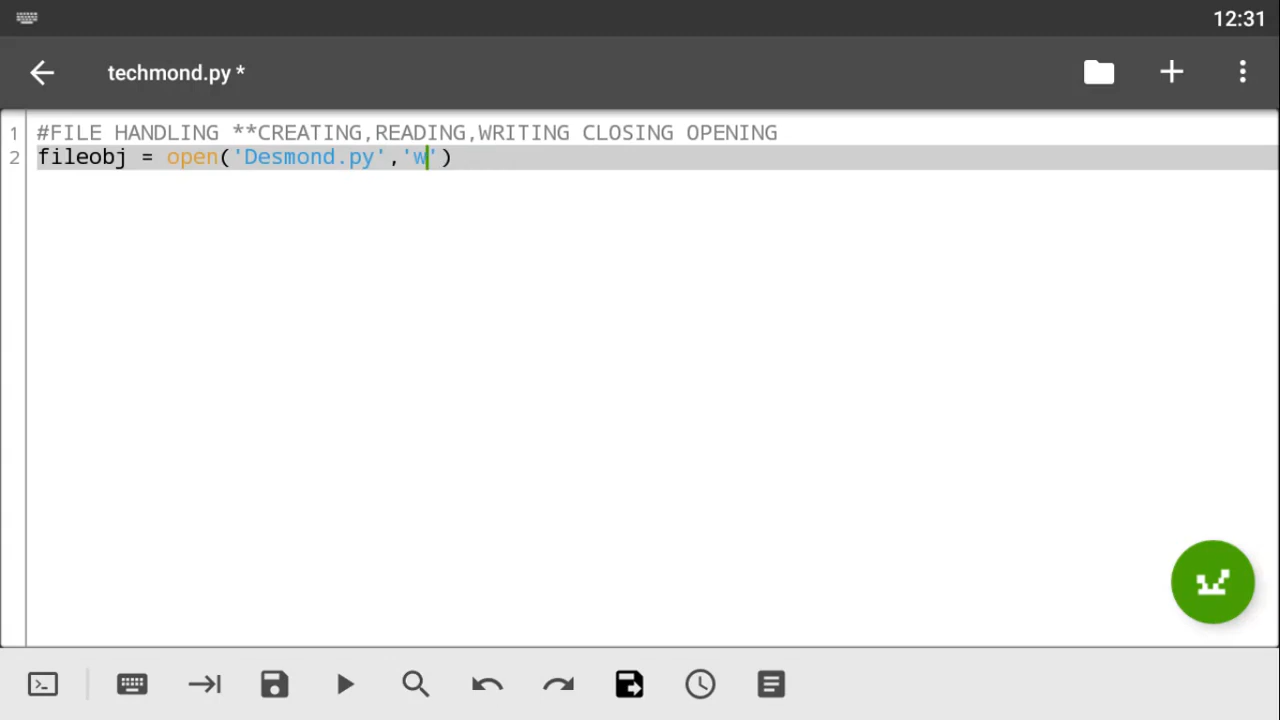 12:31
techmond.py *
1 #FILE HANDLING **CREATING,READING,WRITING CLOSING OPENING
2 fileobj = open('Desmond.py','w')